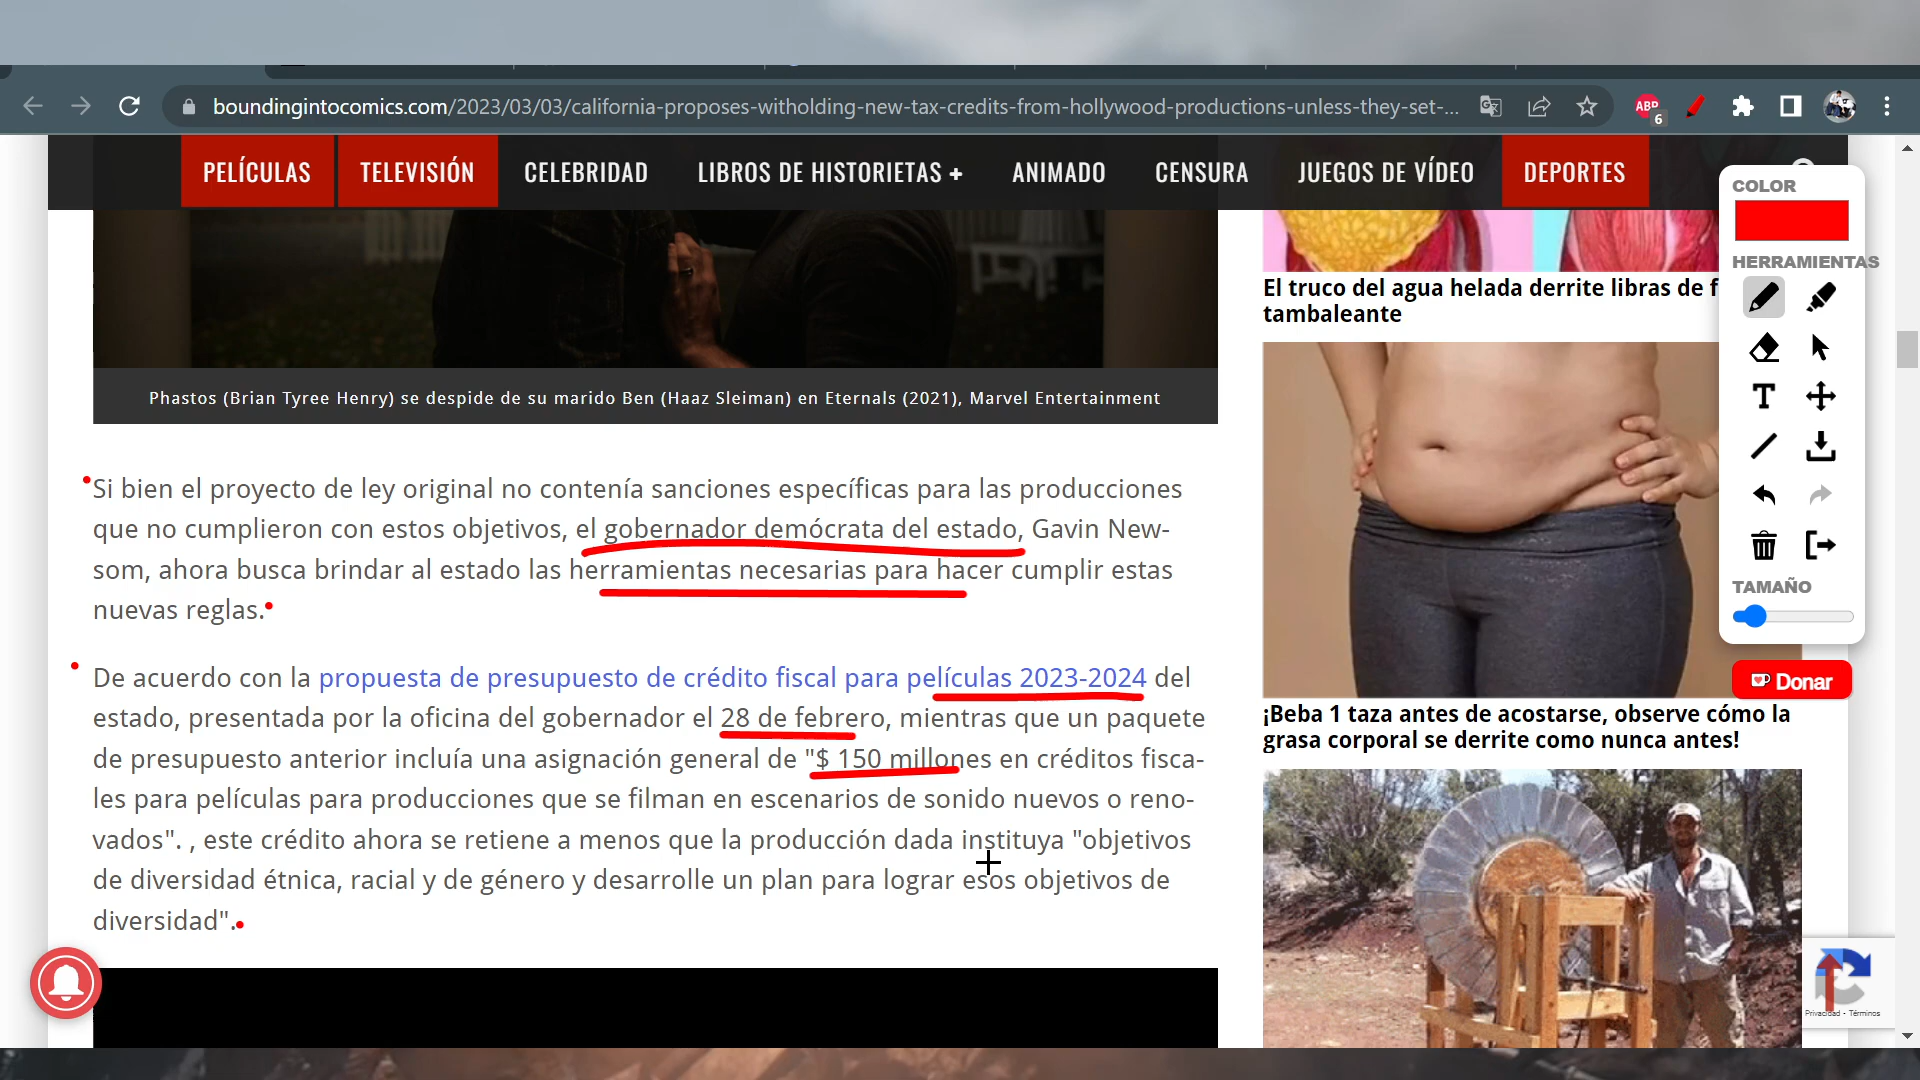 boundingintocomics.com/2023/03/03/california-proposes-witholding-new-tax-credits-from-hollywood-productions-unless-they-set-...
ABP
6
PELÍCULAS
TELEVISIÓN
CELEBRIDAD
LIBROS DE HISTORIETAS +
ANIMADO
CENSURA
JUEGOS DE VÍDEO
DEPORTES
Phastos (Brian Tyree Henry) se despide de su marido Ben (Haaz Sleiman) en Eternals (2021), Marvel Entertainment
Si bien el proyecto de ley original no contenía sanciones específicas para las producciones
que no cumplieron con estos objetivos, el gobernador demócrata del estado, Gavin New-
som, ahora busca brindar al estado las herramientas necesarias para hacer cumplir estas
nuevas reglas.
De acuerdo con la propuesta de presupuesto de crédito fiscal para películas 2023-2024 del
estado, presentada por la oficina del gobernador el 28 de febrero, mientras que un paquete
de presupuesto anterior incluía una asignación general de "$ 150 millones en créditos fisca-
les para películas para producciones que se filman en escenarios de sonido nuevos o reno-
vados". , este crédito ahora se retiene a menos que la producción dada instituya "objetivos
de diversidad étnica, racial y de género y desarrolle un plan para lograr esos objetivos de
diversidad".
El truco del agua helada derrite libras de f
tambaleante
¡Beba 1 taza antes de acostarse, observe cómo la
grasa corporal se derrite como nunca antes!
COLOR
HERRAMIENTAS
T
TAMAÑO
Donar
Privacidad - Términos